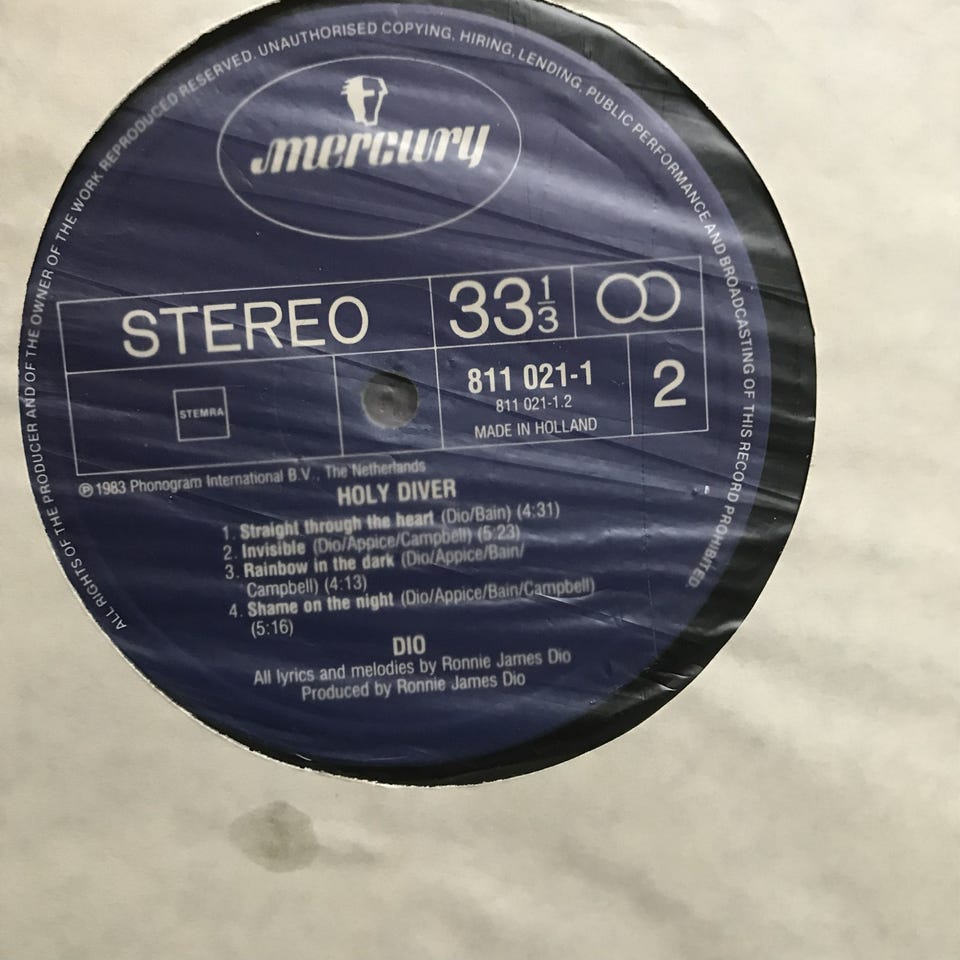 ALL RIGHTS OF THE PRODUCER AND OF THE OWNER OF THE WORK REPRODUCED RESERVED. UNAUTHORISED COPYING, HIRING, LENDING, PUBLIC PERFORMANCE AND BROADCASTING OF THIS RECORD PROHIBITED
mercury
STEREO 33 1/3
STEMRA
811 021-1
811 021-1.2
MADE IN HOLLAND
2
℗ 1983 Phonogram International B.V., The Netherlands
HOLY DIVER
1. Straight through the heart (Dio/Bain) (4:31)
2. Invisible (Dio/Appice/Campbell) (5:23)
3. Rainbow in the dark (Dio/Appice/Bain/
Campbell) (4:13)
4. Shame on the night (Dio/Appice/Bain/Campbell)
(5:16)
DIO
All lyrics and melodies by Ronnie James Dio
Produced by Ronnie James Dio